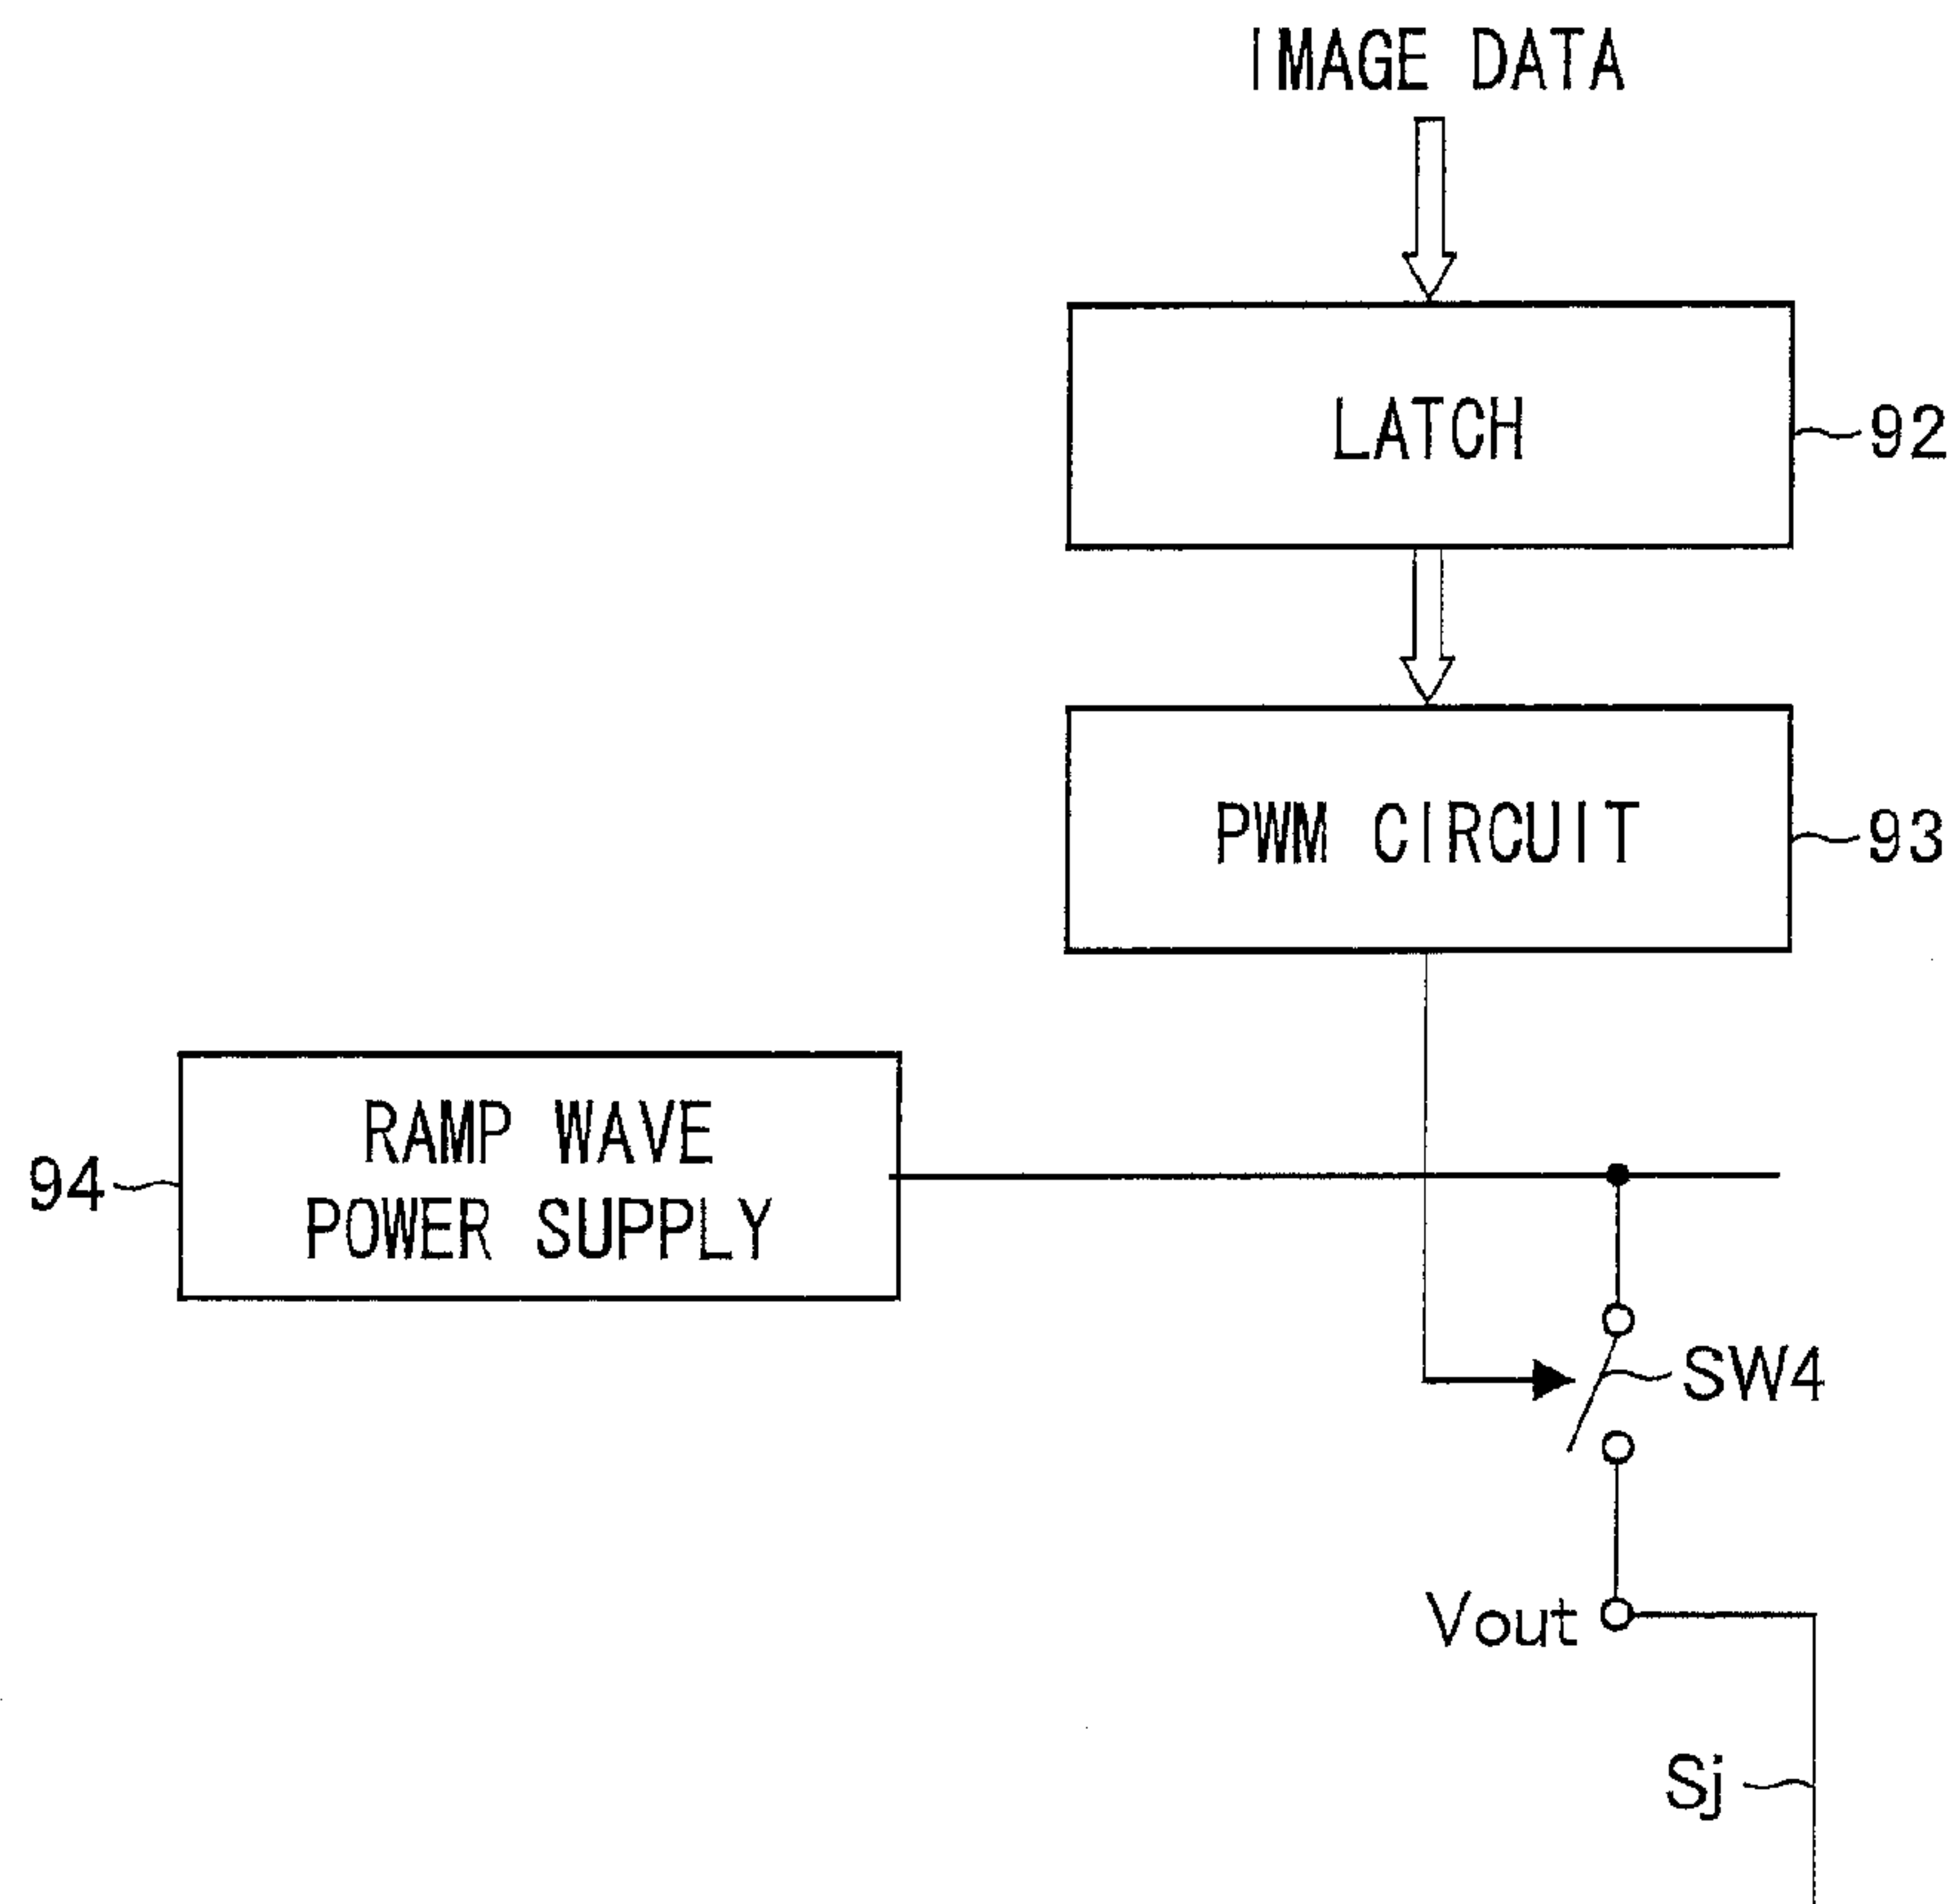 IMAGE DATA
LATCH
92
PWM CIRCUIT
93
RAMP WAVE
POWER SUPPLY
94
SW4
Vout
Sj